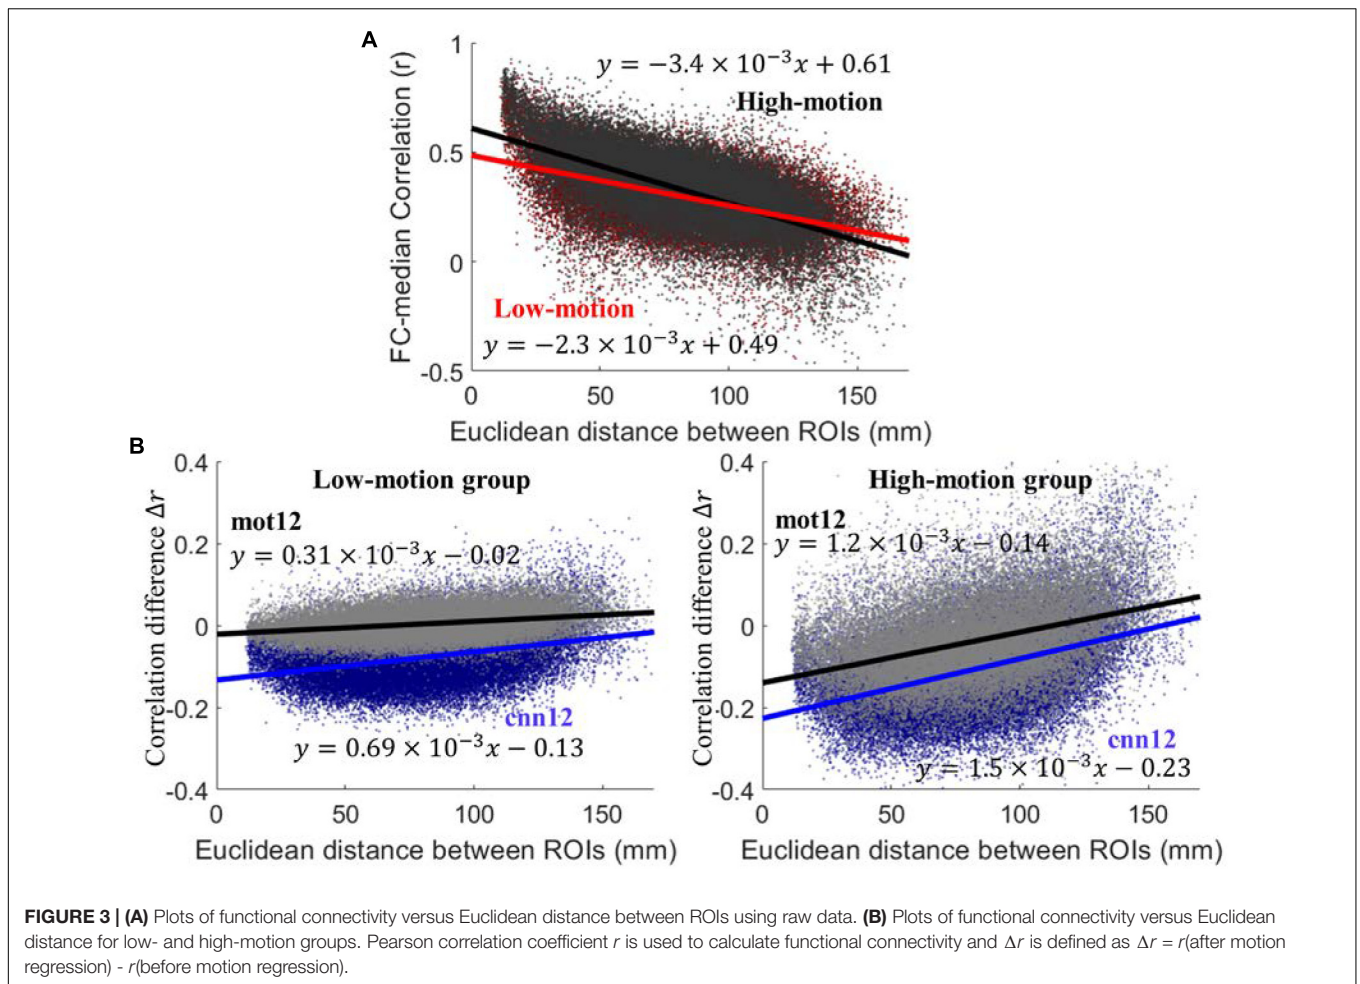 A
y = −3.4 × 10⁻³x + 0.61
High-motion
FC-median Correlation (r)
1
0.5
0
-0.5
Low-motion
y = −2.3 × 10⁻³x + 0.49
0 50 100 150
Euclidean distance between ROIs (mm)
B
Low-motion group
Correlation difference Δr
0.4
0.2
0
-0.2
-0.4
mot12
y = 0.31 × 10⁻³x − 0.02
cnn12
y = 0.69 × 10⁻³x − 0.13
0 50 100 150
Euclidean distance between ROIs (mm)
High-motion group
Correlation difference Δr
0.4
0.2
0
-0.2
-0.4
mot12
y = 1.2 × 10⁻³x − 0.14
cnn12
y = 1.5 × 10⁻³x − 0.23
0 50 100 150
Euclidean distance between ROIs (mm)
FIGURE 3 | (A) Plots of functional connectivity versus Euclidean distance between ROIs using raw data. (B) Plots of functional connectivity versus Euclidean
distance for low- and high-motion groups. Pearson correlation coefficient r is used to calculate functional connectivity and Δr is defined as Δr = r(after motion
regression) - r(before motion regression).